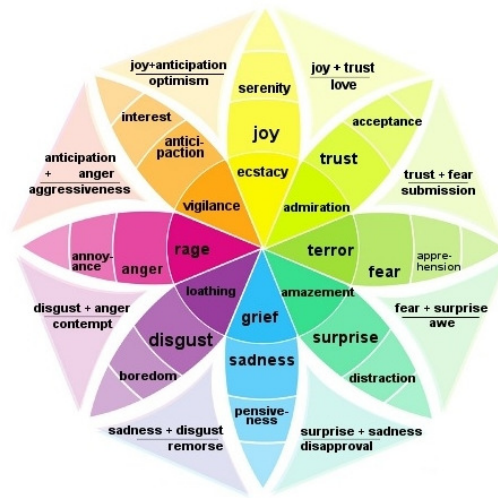 joy+anticipation
optimism
joy + trust
love
serenity
interest
acceptance
joy
antici-
paction
trust
anticipation
+ anger
aggressiveness
ecstacy
trust + fear
submission
vigilance
admiration
annoy-
ance
anger
rage
terror
fear
appre-
hension
loathing
amazement
disgust + anger
contempt
grief
fear + surprise
awe
disgust
surprise
sadness
boredom
distraction
pensive-
ness
sadness + disgust
remorse
surprise + sadness
disapproval